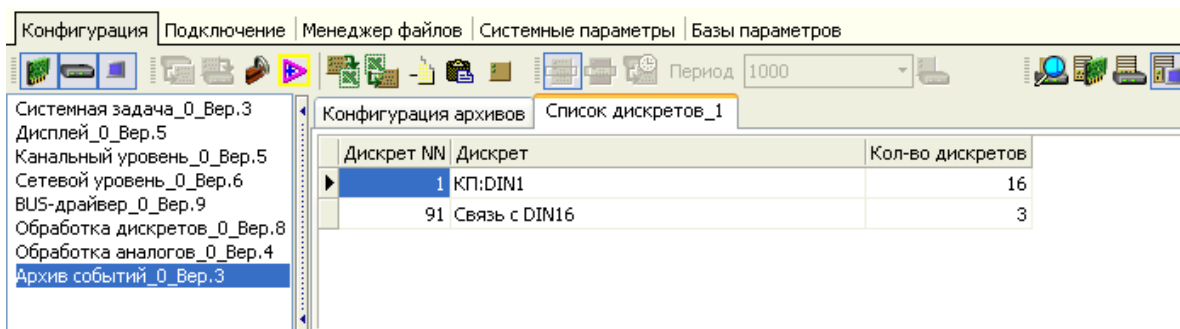 Конфигурация Подключение Менеджер файлов Системные параметры Базы параметров
Период 1000
Системная задача_0_Вер.3
Дисплей_0_Вер.5
Канальный уровень_0_Вер.5
Сетевой уровень_0_Вер.6
BUS-драйвер_0_Вер.9
Обработка дискретов_0_Вер.8
Обработка аналогов_0_Вер.4
Архив событий_0_Вер.3
Конфигурация архивов Список дискретов_1
Дискрет NN Дискрет Кол-во дискретов
1 КП:DIN1 16
91 Связь с DIN16 3